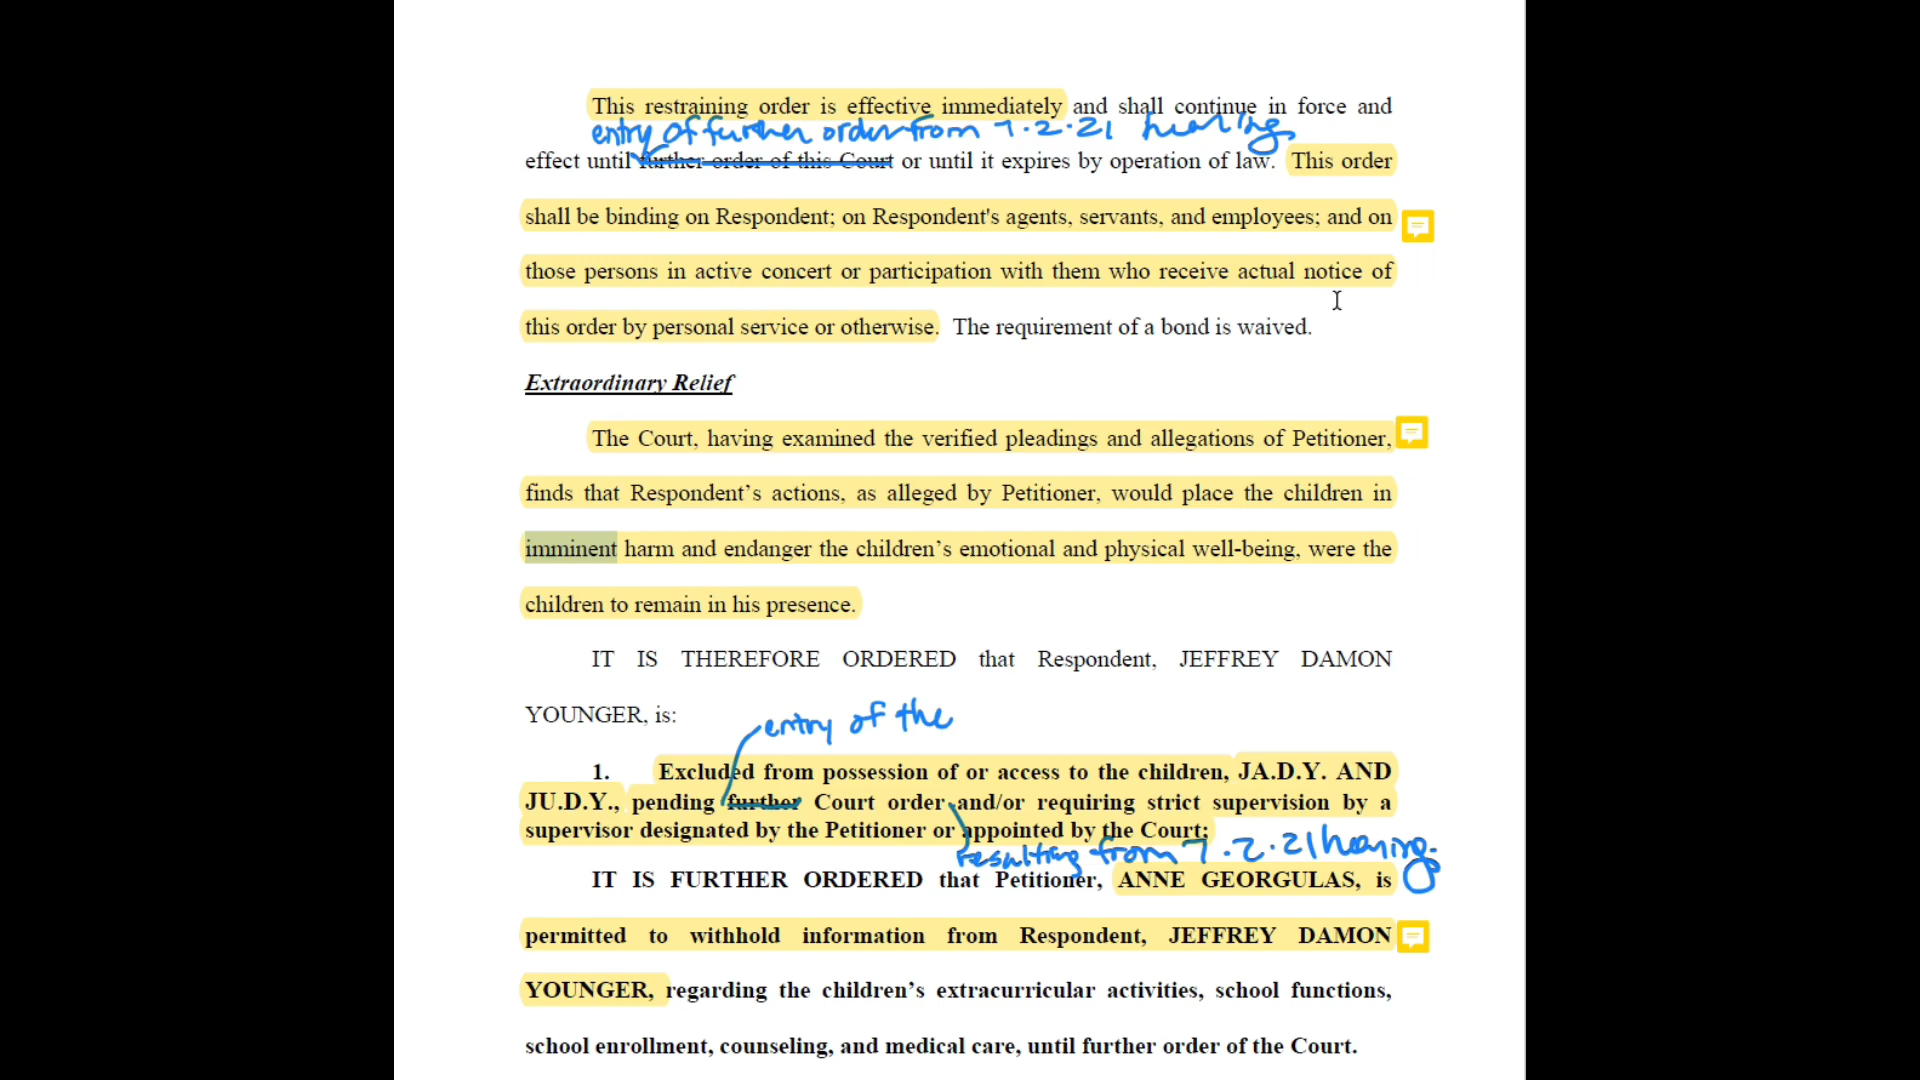 This restraining order is effective immediately and shall continue in force and
entry of further order from 7.2.21 hearing
effect until further order of this Court or until it expires by operation of law. This order
shall be binding on Respondent; on Respondent's agents, servants, and employees; and on
those persons in active concert or participation with them who receive actual notice of
this order by personal service or otherwise. The requirement of a bond is waived.
Extraordinary Relief
The Court, having examined the verified pleadings and allegations of Petitioner,
finds that Respondent’s actions, as alleged by Petitioner, would place the children in
imminent harm and endanger the children’s emotional and physical well-being, were the
children to remain in his presence.
IT IS THEREFORE ORDERED that Respondent, JEFFREY DAMON
YOUNGER, is:
entry of the
1. Excluded from possession of or access to the children, JA.D.Y. AND
JU.D.Y., pending further Court order and/or requiring strict supervision by a
supervisor designated by the Petitioner or appointed by the Court;
resulting from 7.2.21 hearing.
IT IS FURTHER ORDERED that Petitioner, ANNE GEORGULAS, is
permitted to withhold information from Respondent, JEFFREY DAMON
YOUNGER, regarding the children’s extracurricular activities, school functions,
school enrollment, counseling, and medical care, until further order of the Court.